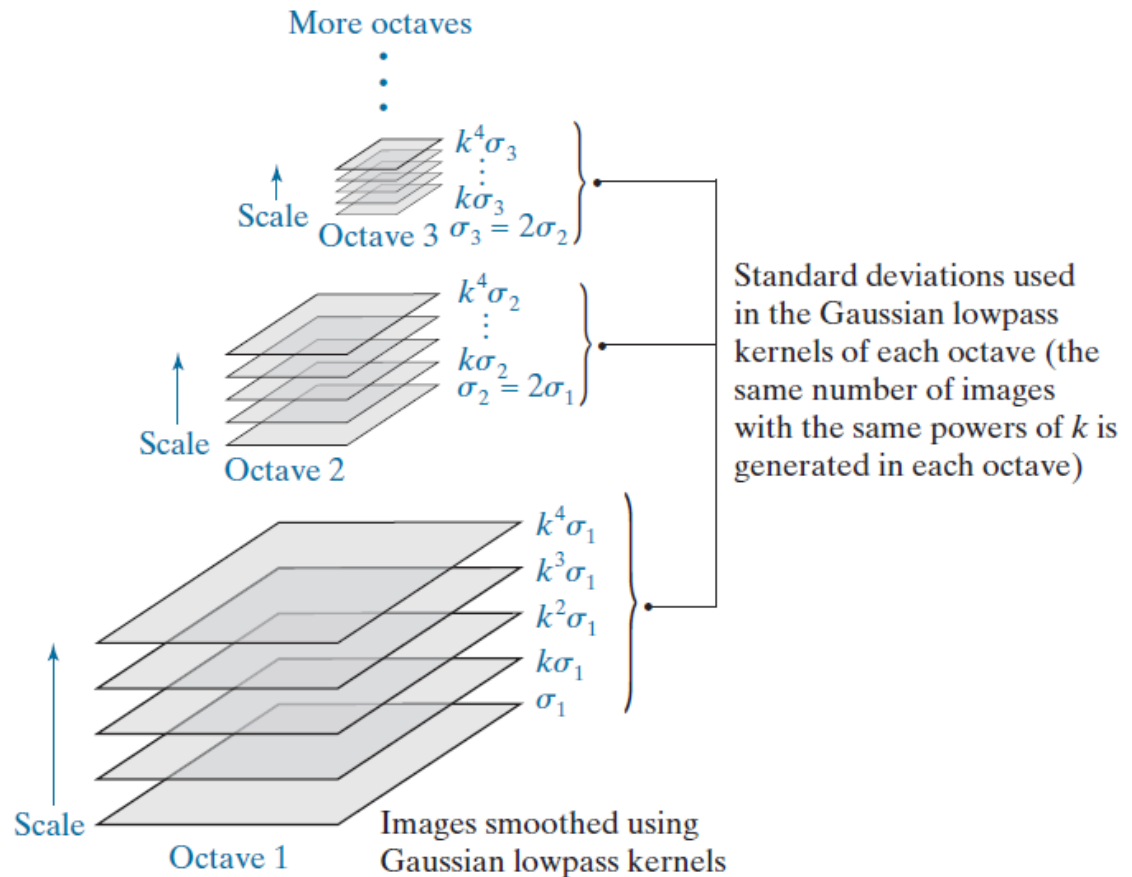 More octaves
k⁴σ₃
⋮
kσ₃
σ₃ = 2σ₂
Scale
Octave 3
k⁴σ₂
⋮
kσ₂
σ₂ = 2σ₁
Scale
Octave 2
Standard deviations used
in the Gaussian lowpass
kernels of each octave (the
same number of images
with the same powers of k is
generated in each octave)
k⁴σ₁
k³σ₁
k²σ₁
kσ₁
σ₁
Scale
Octave 1
Images smoothed using
Gaussian lowpass kernels